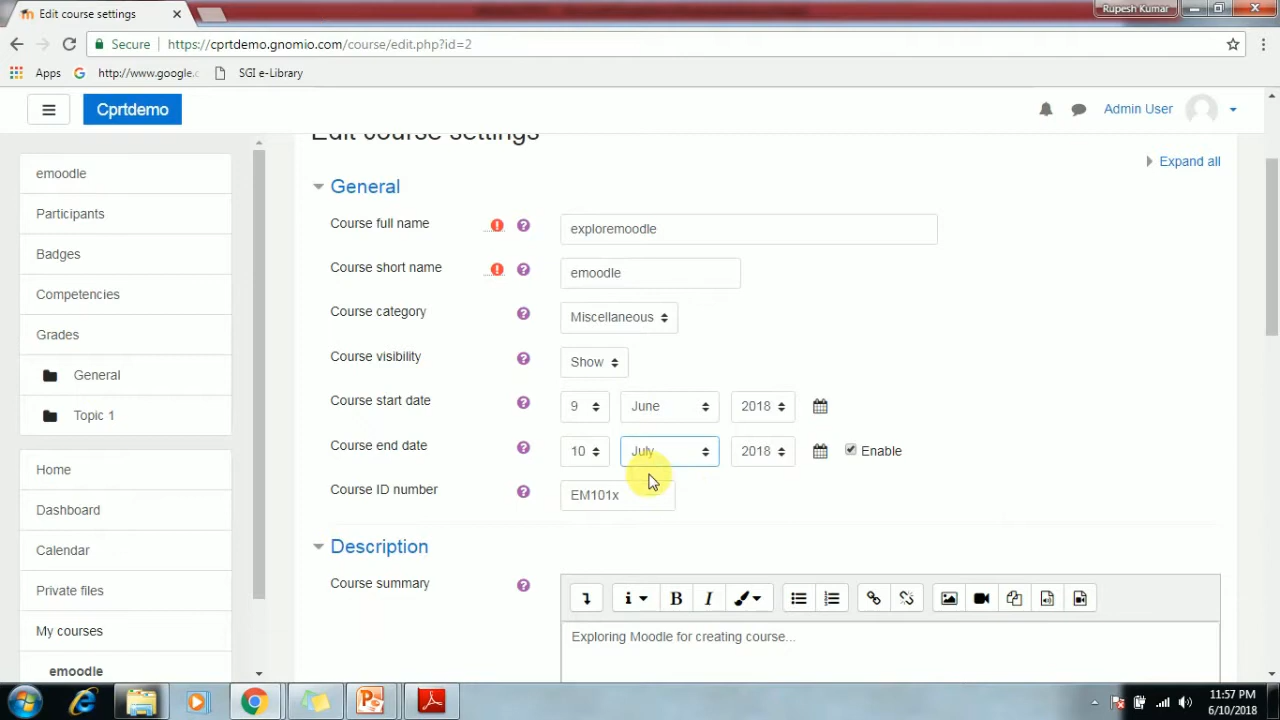 Edit course settings
Rupesh Kumar
Secure https://cprtdemo.gnomio.com/course/edit.php?id=2
Apps http://www.google.c SGI e-Library
Cprtdemo
Admin User
Edit course settings
Expand all
emoodle
Participants
Badges
Competencies
Grades
General
Topic 1
Home
Dashboard
Calendar
Private files
My courses
emoodle
General
Course full name exploremoodle
Course short name emoodle
Course category Miscellaneous
Course visibility Show
Course start date 9 June 2018
Course end date 10 July 2018 Enable
Course ID number EM101x
Description
Course summary
Exploring Moodle for creating course...
11:57 PM
6/10/2018